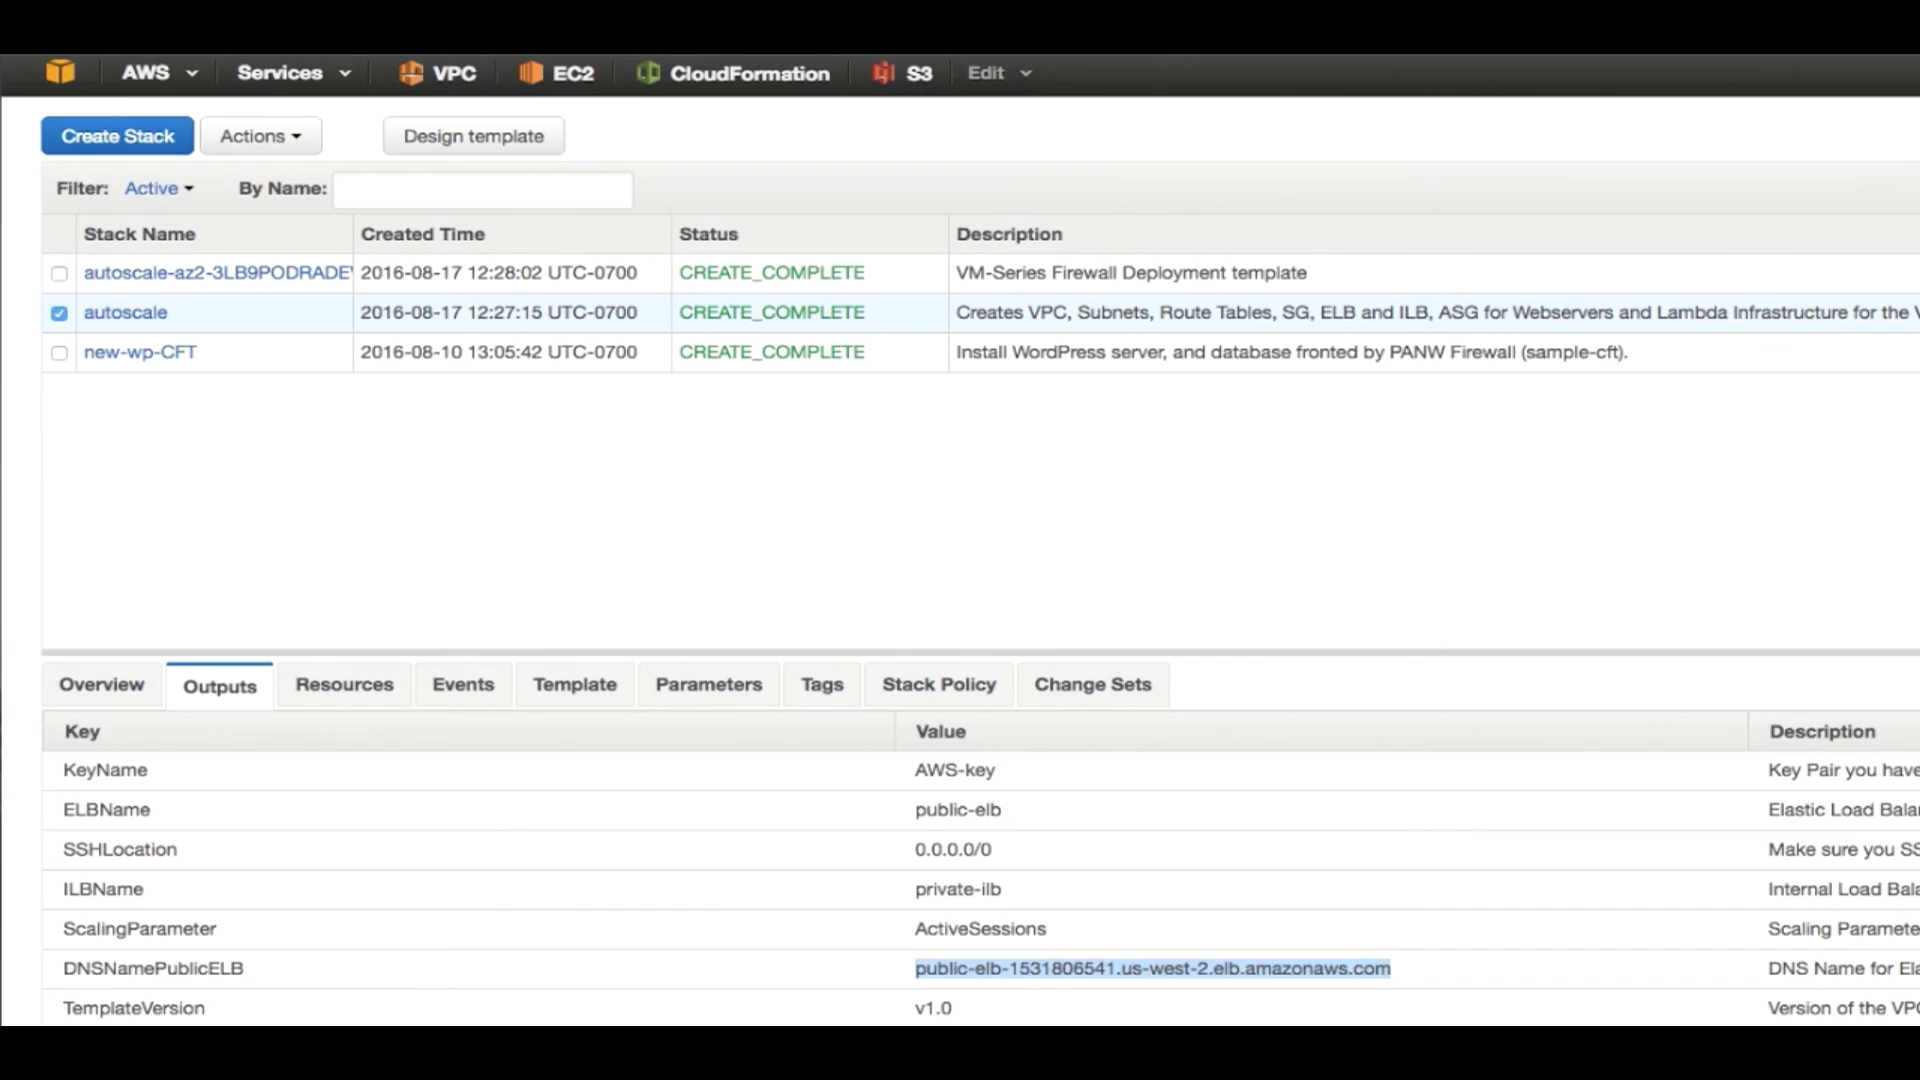 AWS Services VPC EC2 CloudFormation S3 Edit
Create Stack Actions Design template
Filter: Active By Name:
Stack Name Created Time Status Description
autoscale-az2-3LB9PODRADE 2016-08-17 12:28:02 UTC-0700 CREATE_COMPLETE VM-Series Firewall Deployment template
autoscale 2016-08-17 12:27:15 UTC-0700 CREATE_COMPLETE Creates VPC, Subnets, Route Tables, SG, ELB and ILB, ASG for Webservers and Lambda Infrastructure for the V
new-wp-CFT 2016-08-10 13:05:42 UTC-0700 CREATE_COMPLETE Install WordPress server, and database fronted by PANW Firewall (sample-cft).
Overview Outputs Resources Events Template Parameters Tags Stack Policy Change Sets
Key Value Description
KeyName AWS-key Key Pair you have
ELBName public-elb Elastic Load Bala
SSHLocation 0.0.0.0/0 Make sure you SS
ILBName private-ilb Internal Load Bala
ScalingParameter ActiveSessions Scaling Paramete
DNSNamePublicELB public-elb-1531806541.us-west-2.elb.amazonaws.com DNS Name for Ela
TemplateVersion v1.0 Version of the VPC